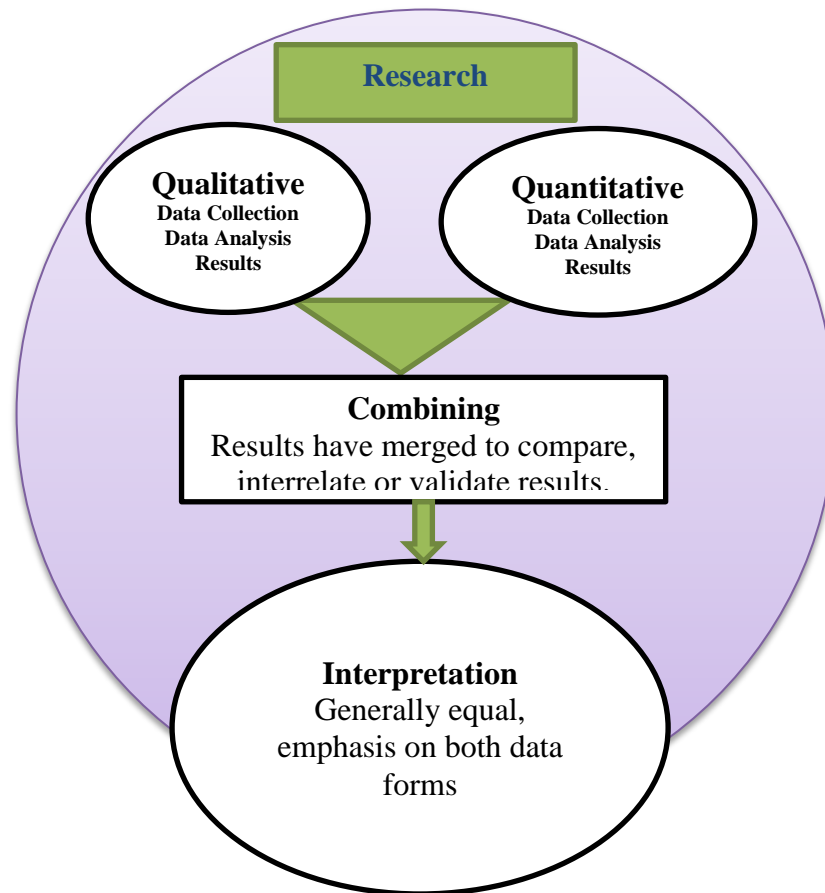 Research
Qualitative
Data Collection
Data Analysis
Results
Quantitative
Data Collection
Data Analysis
Results
Combining
Results have merged to compare,
interrelate or validate results.
Interpretation
Generally equal,
emphasis on both data
forms